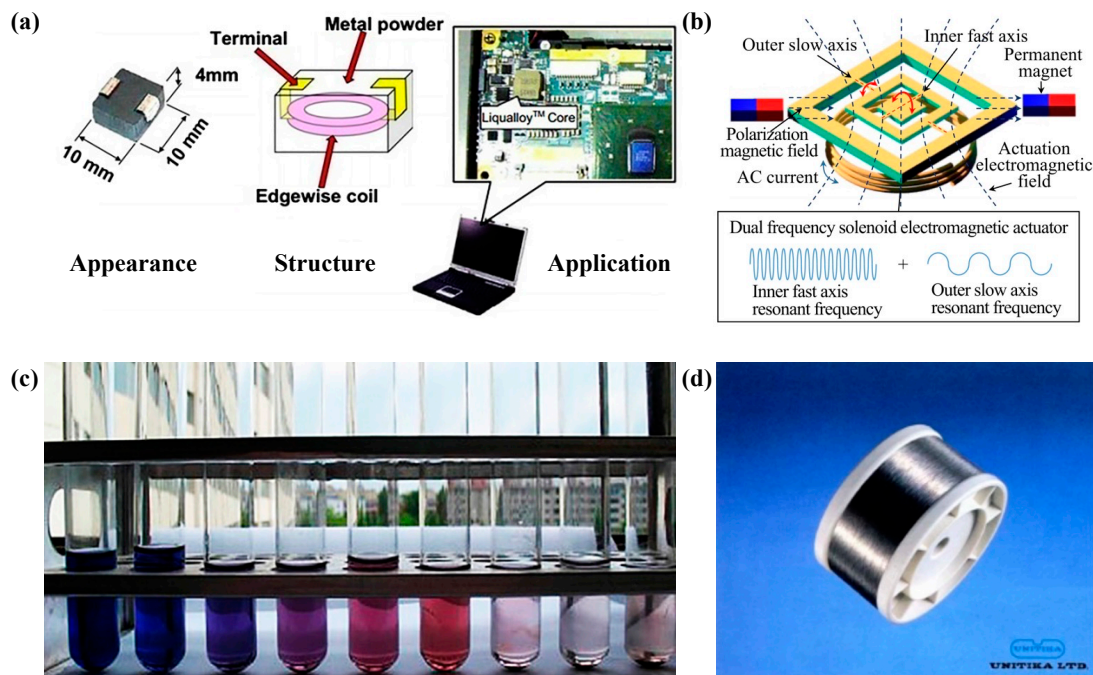 (a)
Terminal
Metal powder
4mm
10 mm
10 mm
Edgewise coil
Liqualloy™ Core
Appearance
Structure
Application
(b)
Outer slow axis
Inner fast axis
Permanent
magnet
Polarization
magnetic field
AC current
Actuation
electromagnetic
field
Dual frequency solenoid electromagnetic actuator
+
Inner fast axis
resonant frequency
Outer slow axis
resonant frequency
(c)
(d)
UNITIKA
UNITIKA LTD.